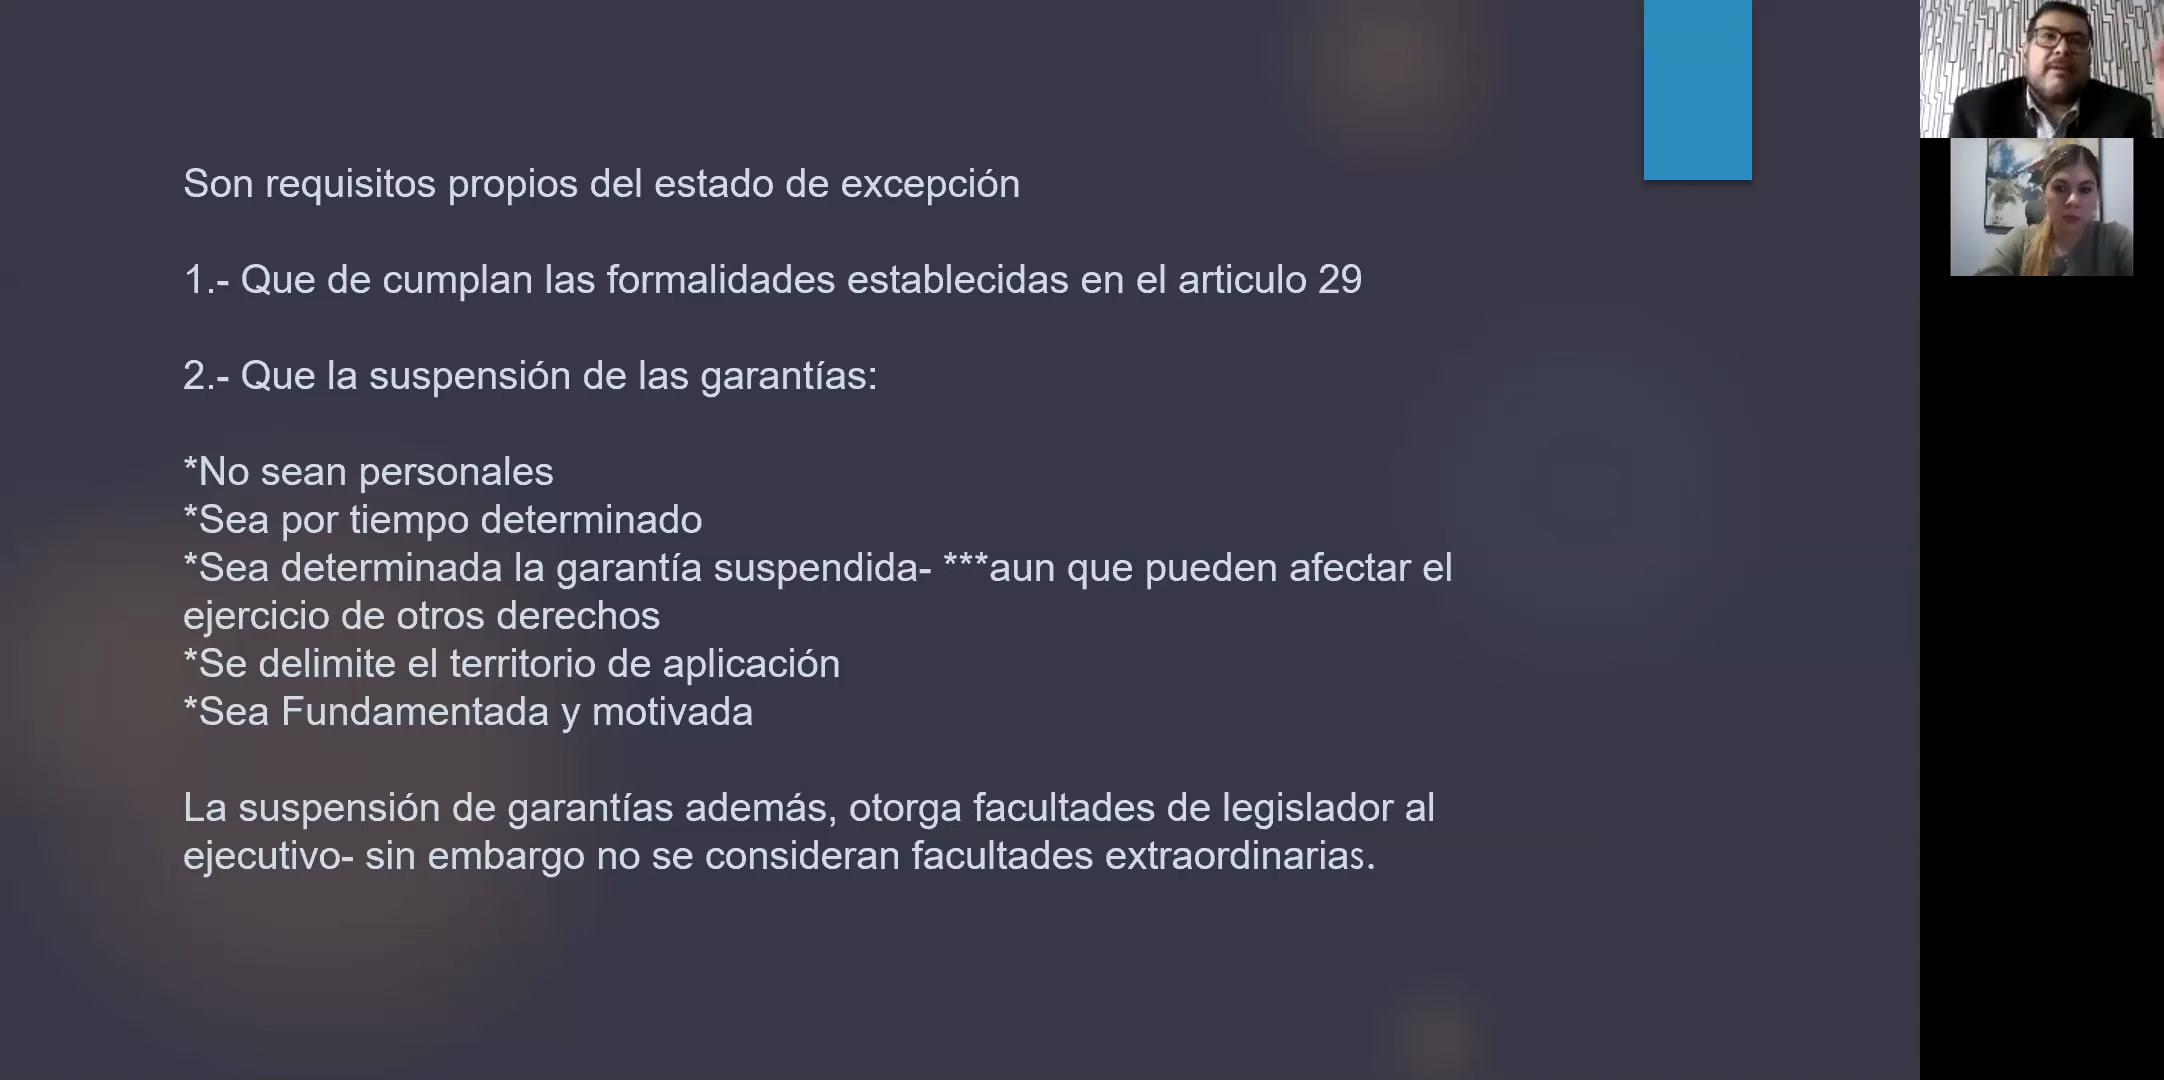 Son requisitos propios del estado de excepción
1.- Que de cumplan las formalidades establecidas en el articulo 29
2.- Que la suspensión de las garantías:
*No sean personales
*Sea por tiempo determinado
*Sea determinada la garantía suspendida- ***aun que pueden afectar el
ejercicio de otros derechos
*Se delimite el territorio de aplicación
*Sea Fundamentada y motivada
La suspensión de garantías además, otorga facultades de legislador al
ejecutivo- sin embargo no se consideran facultades extraordinarias.